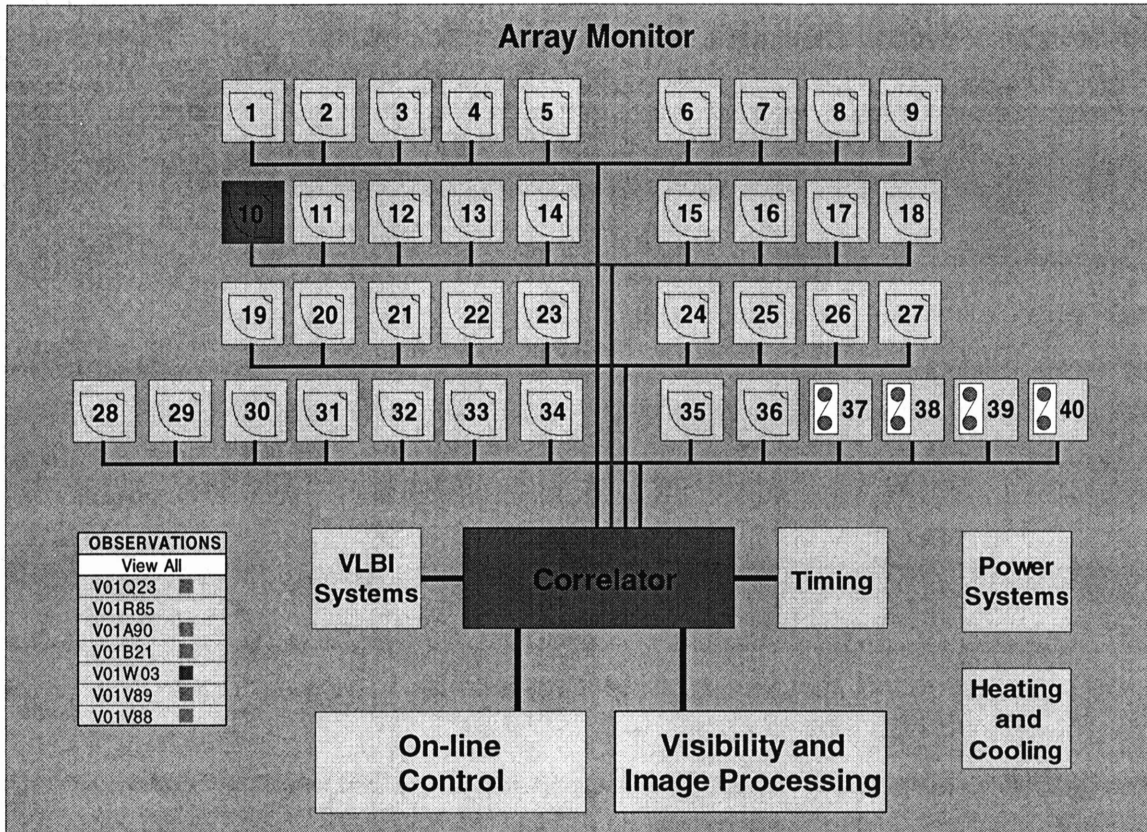 Array Monitor
1 2 3 4 5 6 7 8 9
10 11 12 13 14 15 16 17 18
19 20 21 22 23 24 25 26 27
28 29 30 31 32 33 34 35 36 37 38 39 40
OBSERVATIONS
View All
V01Q23
V01R85
V01A90
V01B21
V01W03
V01V89
V01V88
VLBI
Systems
Correlator
Timing
Power
Systems
On-line
Control
Visibility and
Image Processing
Heating
and
Cooling